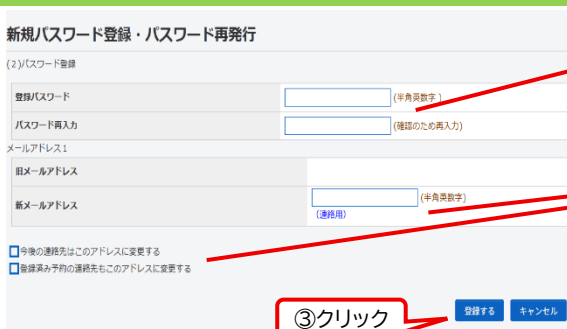 新規パスワード登録・パスワード再発行
(2)パスワード登録
登録パスワード (半角英数字)
パスワード再入力 (確認のため再入力)
メールアドレス1
旧メールアドレス
新メールアドレス (半角英数字)
(連絡用)
今後の連絡先はこのアドレスに変更する
登録済み予約の連絡先もこのアドレスに変更する
③クリック
登録する キャンセル